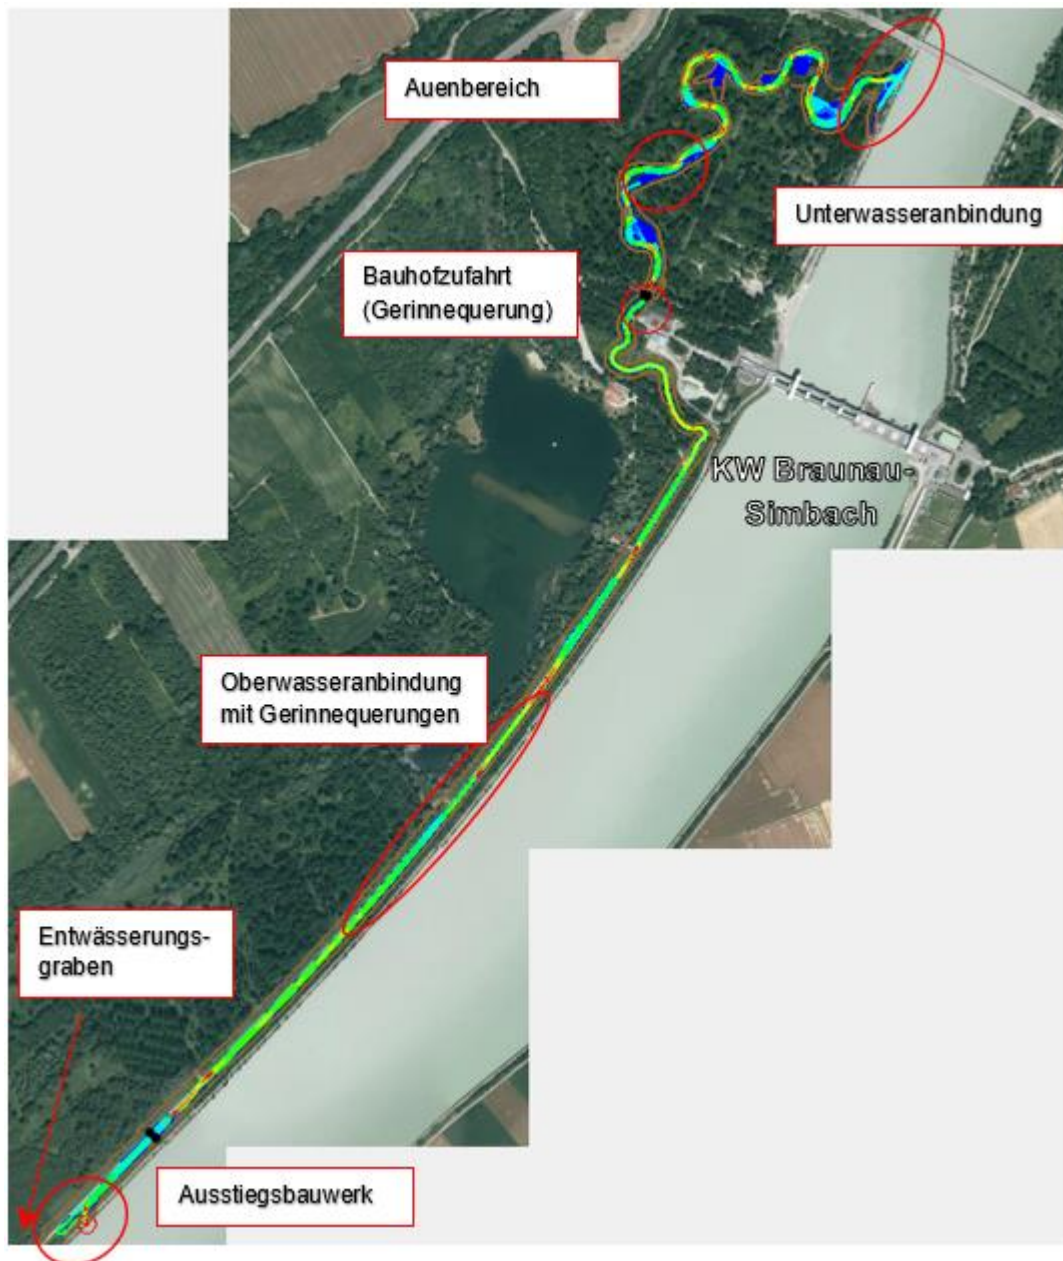 Auenbereich
Unterwasseranbindung
Bauhofzufahrt
(Gerinnequerung)
KW Braunau-
Simbach
Oberwasseranbindung
mit Gerinnequerungen
Entwässerungs-
graben
Ausstiegsbauwerk